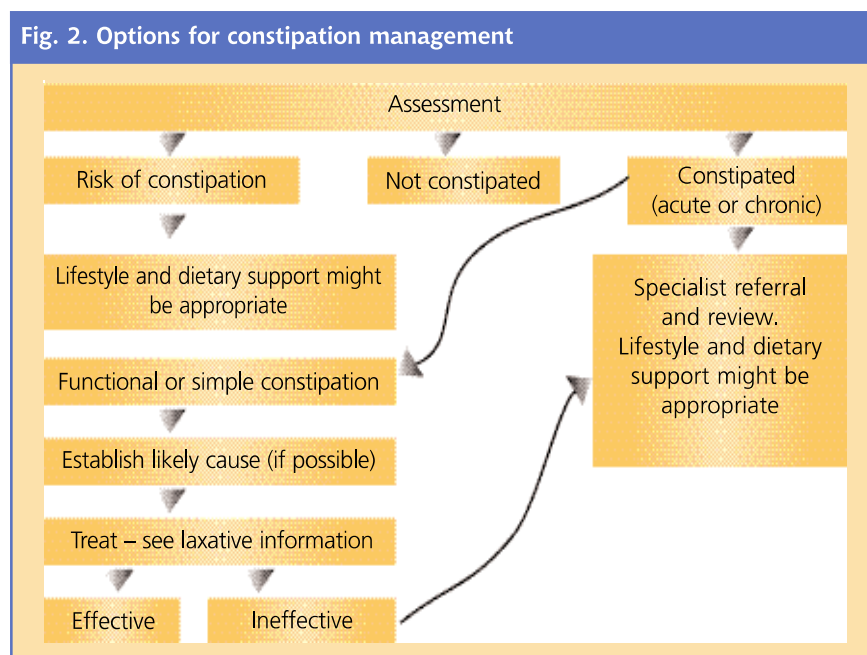 Fig. 2. Options for constipation management
Assessment
Risk of constipation
Not constipated
Constipated
(acute or chronic)
Lifestyle and dietary support might
be appropriate
Specialist referral
and review.
Lifestyle and dietary
support might be
appropriate
Functional or simple constipation
Establish likely cause (if possible)
Treat – see laxative information
Effective
Ineffective